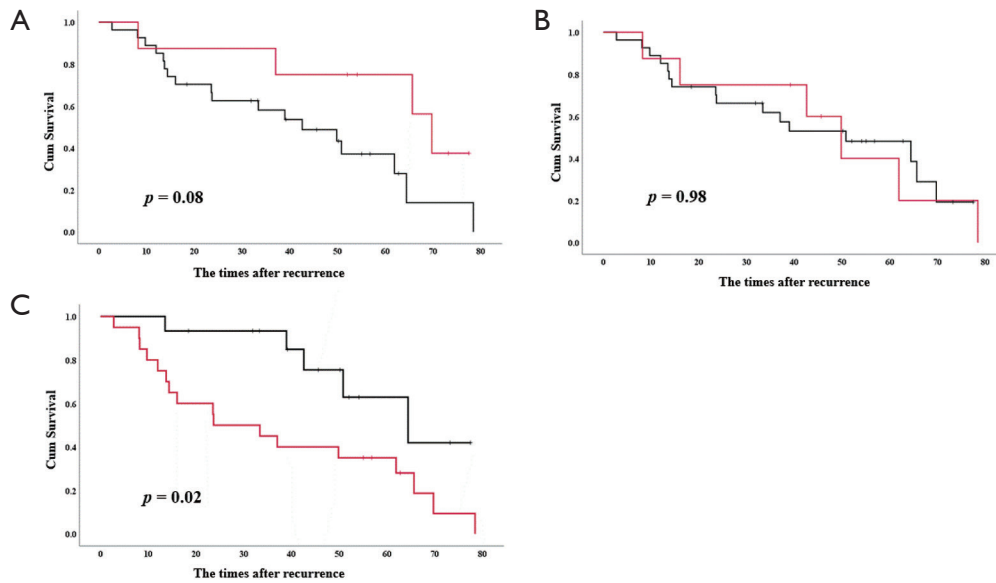 A
Cum Survival
1.0
0.8
0.6
0.4
0.2
0.0
p = 0.08
0 10 20 30 40 50 60 70 80
The times after recurrence
B
Cum Survival
1.0
0.8
0.6
0.4
0.2
0.0
p = 0.98
0 10 20 30 40 50 60 70 80
The times after recurrence
C
Cum Survival
1.0
0.8
0.6
0.4
0.2
0.0
p = 0.02
0 10 20 30 40 50 60 70 80
The times after recurrence